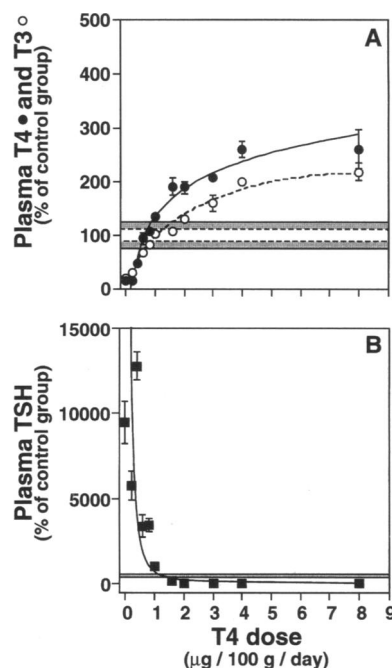 Plasma T4 ● and T3 ○
(% of control group)
500
400
300
200
100
0
A
Plasma TSH
(% of control group)
15000
10000
5000
0
B
0 1 2 3 4 5 6 7 8 9
T4 dose
(µg / 100 g / day)